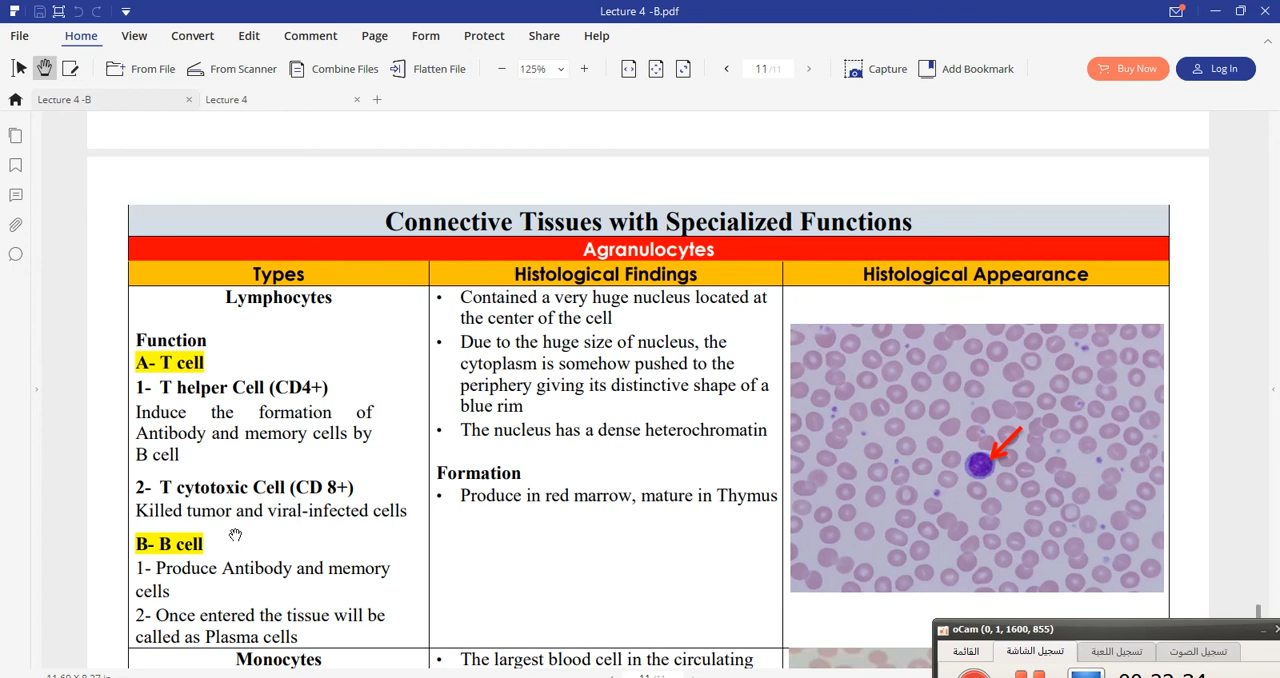 Lecture 4 -B.pdf
File Home View Convert Edit Comment Page Form Protect Share Help
From File From Scanner Combine Files Flatten File 125% 11/11 Capture Add Bookmark Buy Now Log In
Lecture 4 -B Lecture 4
Connective Tissues with Specialized Functions
Agranulocytes
Types Histological Findings Histological Appearance
Lymphocytes
Function
A- T cell
1- T helper Cell (CD4+)
Induce the formation of
Antibody and memory cells by
B cell
2- T cytotoxic Cell (CD 8+)
Killed tumor and viral-infected cells
B- B cell
1- Produce Antibody and memory
cells
2- Once entered the tissue will be
called as Plasma cells
• Contained a very huge nucleus located at
the center of the cell
• Due to the huge size of nucleus, the
cytoplasm is somehow pushed to the
periphery giving its distinctive shape of a
blue rim
• The nucleus has a dense heterochromatin
Formation
• Produce in red marrow, mature in Thymus
Monocytes
• The largest blood cell in the circulating
oCam (0, 1, 1600, 855)
القائمة تسجيل الشاشة تسجيل اللعبة تسجيل الصوت